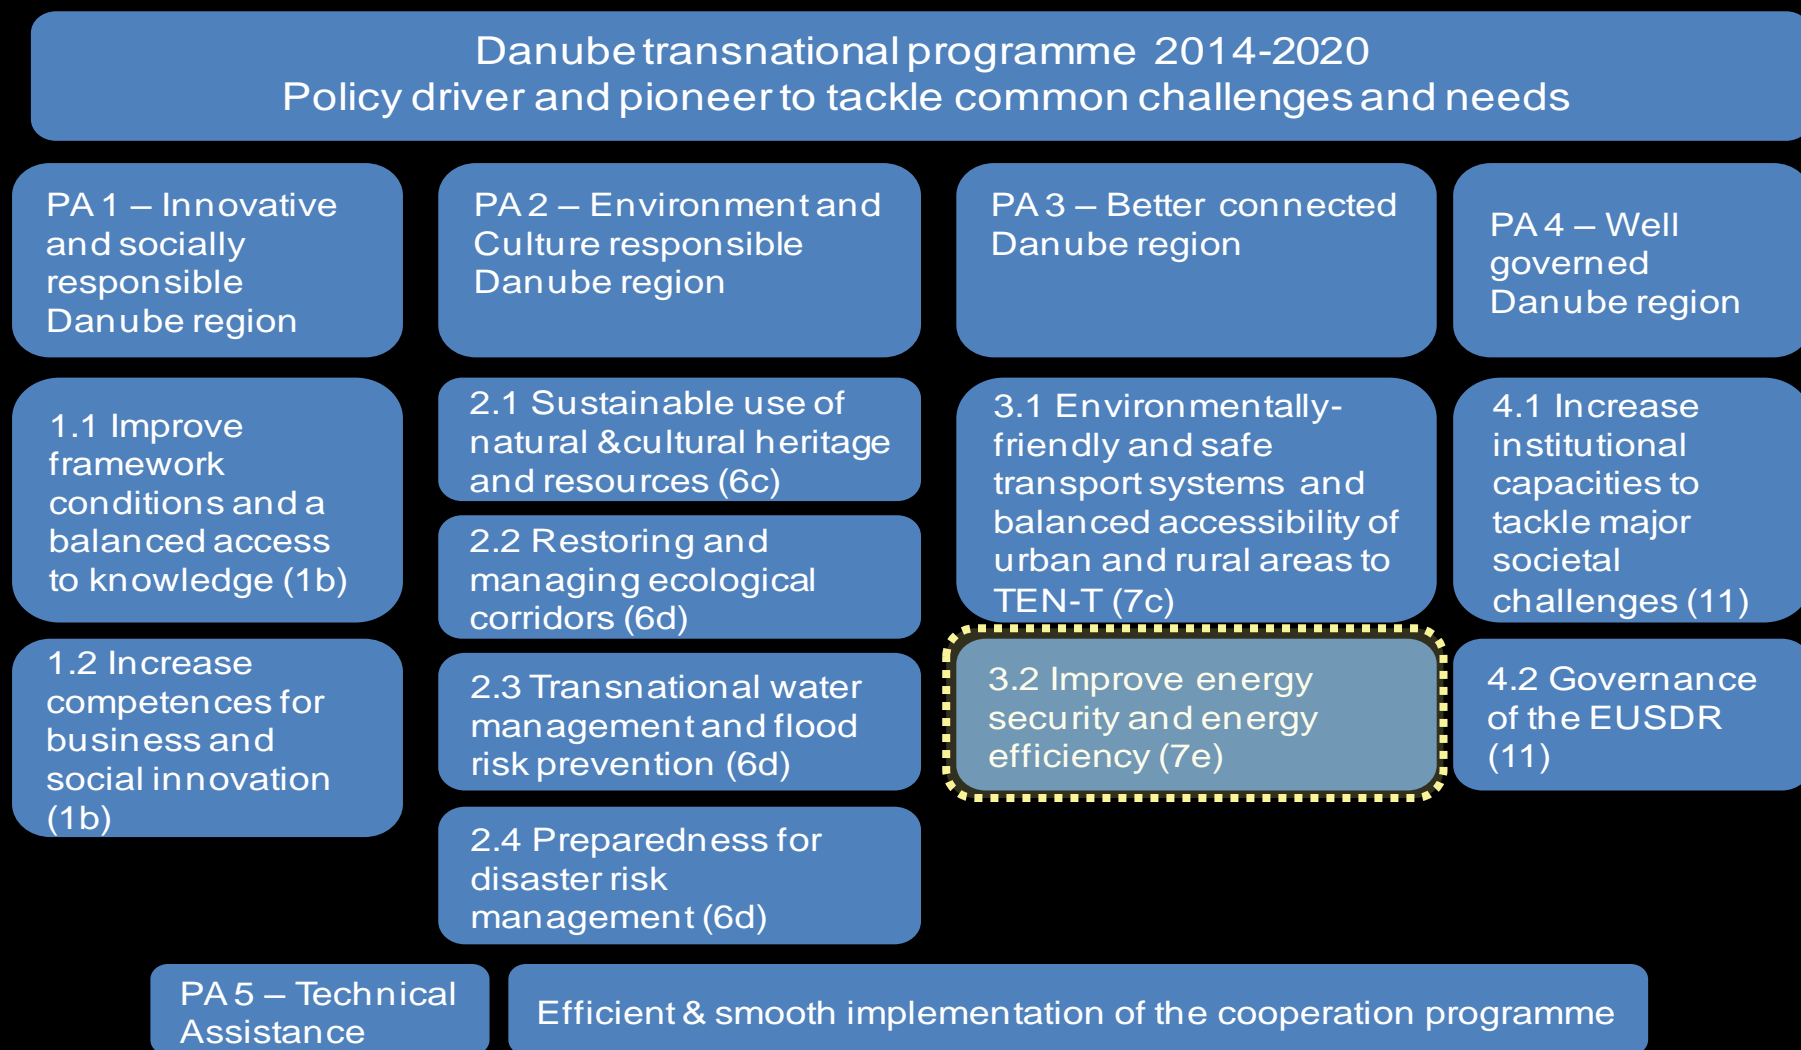 Danube transnational programme 2014-2020
Policy driver and pioneer to tackle common challenges and needs
PA 1 – Innovative
and socially
responsible
Danube region
PA 2 – Environment and
Culture responsible
Danube region
PA 3 – Better connected
Danube region
PA 4 – Well
governed
Danube region
1.1 Improve
framework
conditions and a
balanced access
to knowledge (1b)
1.2 Increase
competences for
business and
social innovation
(1b)
2.1 Sustainable use of
natural &cultural heritage
and resources (6c)
2.2 Restoring and
managing ecological
corridors (6d)
2.3 Transnational water
management and flood
risk prevention (6d)
2.4 Preparedness for
disaster risk
management (6d)
3.1 Environmentally-
friendly and safe
transport systems and
balanced accessibility of
urban and rural areas to
TEN-T (7c)
3.2 Improve energy
security and energy
efficiency (7e)
4.1 Increase
institutional
capacities to
tackle major
societal
challenges (11)
4.2 Governance
of the EUSDR
(11)
PA 5 – Technical
Assistance
Efficient & smooth implementation of the cooperation programme